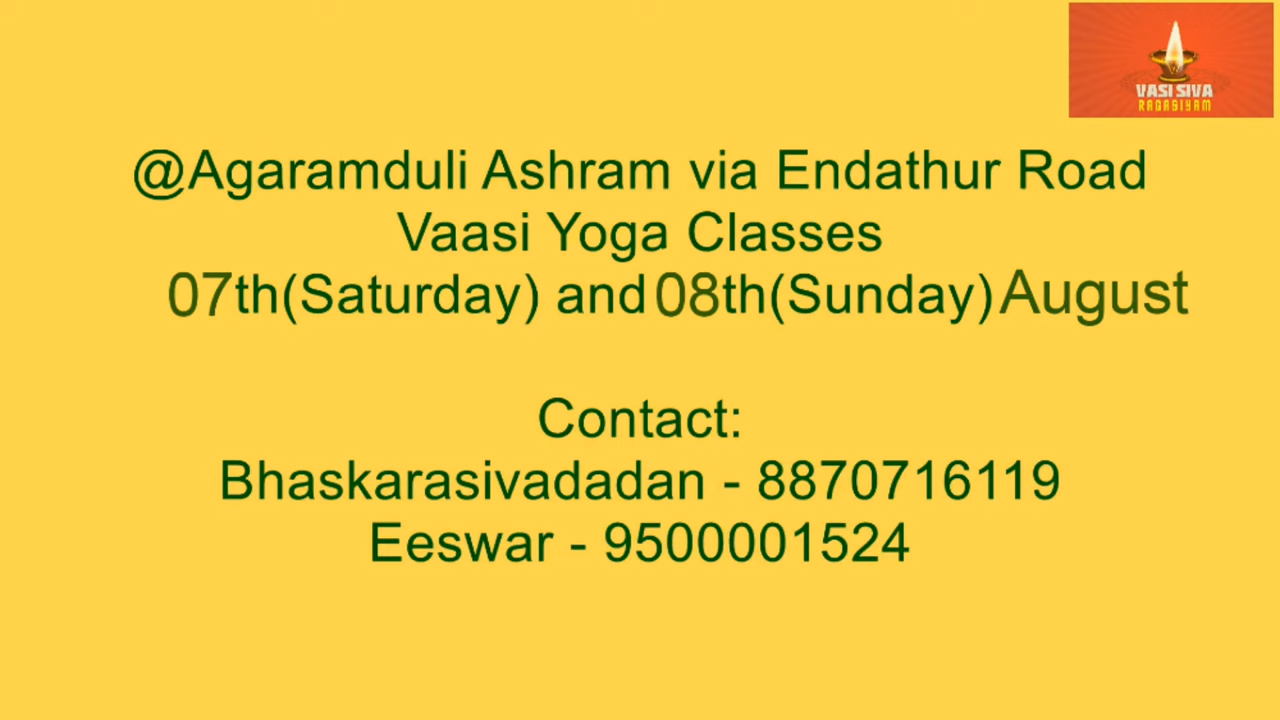 VASI SIVA
RAGASIYAM
@Agaramduli Ashram via Endathur Road
Vaasi Yoga Classes
07th(Saturday) and 08th(Sunday) August
Contact:
Bhaskarasivadadan - 8870716119
Eeswar - 9500001524